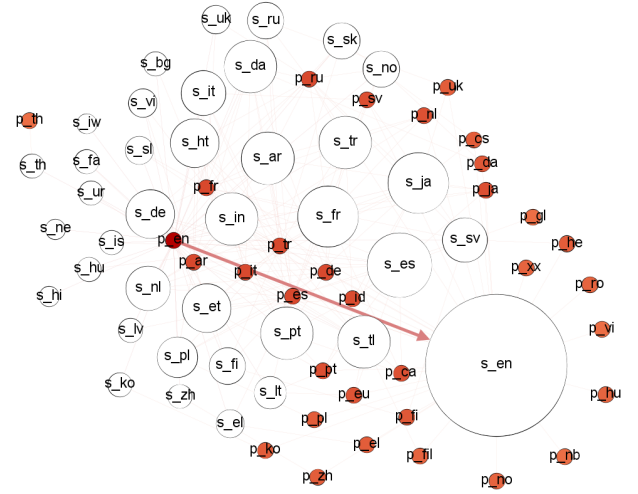 s_uk
s_ru
s_sk
s_da
s_no
s_bg
p_ru
s_it
p_uk
s_vi
p_sv
p_nl
p_th
s_iw
s_ht
s_tr
p_cs
s_sl
s_ar
s_th
s_fa
p_da
s_ja
s_ur
p_fr
p_ja
s_de
s_in
s_fr
p_gl
s_ne
s_is
p_en
p_tr
s_sv
p_he
s_hu
p_ar
p_it
p_de
s_es
p_xx
s_hi
s_nl
p_es
p_id
p_ro
s_et
s_lv
s_pt
s_tl
p_vi
s_pl
s_fi
s_en
s_ko
s_zh
s_lt
p_pt
p_ca
p_eu
p_hu
s_el
p_pl
p_fi
p_ko
p_el
p_fil
p_nb
p_zh
p_no